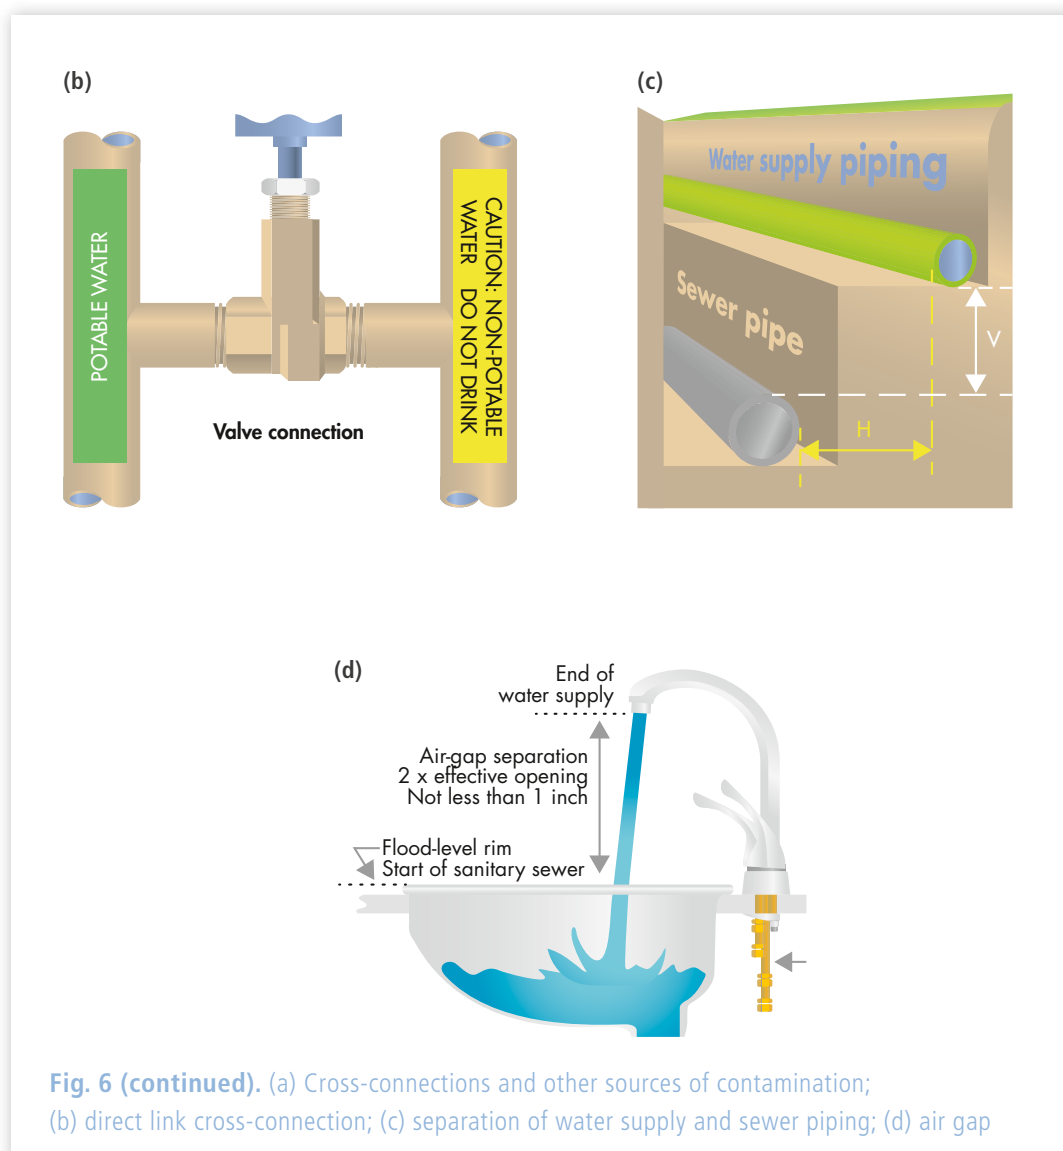 (b)
POTABLE WATER
CAUTION: NON-POTABLE
WATER DO NOT DRINK
Valve connection
(c)
Water supply piping
Sewer pipe
V
H
(d)
End of
water supply
Air-gap separation
2 x effective opening
Not less than 1 inch
Flood-level rim
Start of sanitary sewer
Fig. 6 (continued). (a) Cross-connections and other sources of contamination;
(b) direct link cross-connection; (c) separation of water supply and sewer piping; (d) air gap